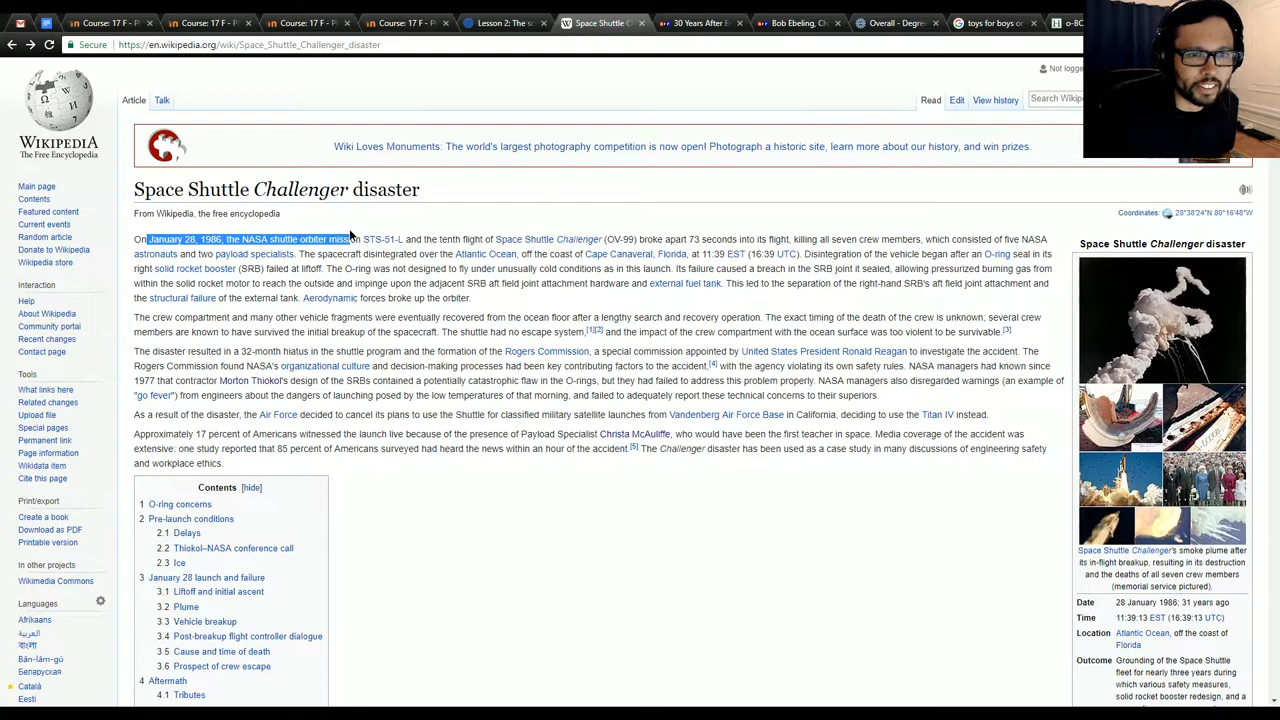 Course: 17 F - P
Course: 17 F - P
Course: 17 F - P
Course: 17 F - P
Lesson 2: The s
Space Shuttle C
30 Years After E
Bob Ebeling, Ch
Overall - Degre
toys for boys or
o-BO
Secure
https://en.wikipedia.org/wiki/Space_Shuttle_Challenger_disaster
Not logge
WIKIPEDIA
The Free Encyclopedia
Article Talk
Read Edit View history
Search Wikip
Wiki Loves Monuments: The world's largest photography competition is now open! Photograph a historic site, learn more about our history, and win prizes.
Space Shuttle Challenger disaster
From Wikipedia, the free encyclopedia
Coordinates: 28°38′24″N 80°16′48″W
On January 28, 1986, the NASA shuttle orbiter mission STS-51-L and the tenth flight of Space Shuttle Challenger (OV-99) broke apart 73 seconds into its flight, killing all seven crew members, which consisted of five NASA
astronauts and two payload specialists. The spacecraft disintegrated over the Atlantic Ocean, off the coast of Cape Canaveral, Florida, at 11:39 EST (16:39 UTC). Disintegration of the vehicle began after an O-ring seal in its
right solid rocket booster (SRB) failed at liftoff. The O-ring was not designed to fly under unusually cold conditions as in this launch. Its failure caused a breach in the SRB joint it sealed, allowing pressurized burning gas from
within the solid rocket motor to reach the outside and impinge upon the adjacent SRB aft field joint attachment hardware and external fuel tank. This led to the separation of the right-hand SRB's aft field joint attachment and
the structural failure of the external tank. Aerodynamic forces broke up the orbiter.
The crew compartment and many other vehicle fragments were eventually recovered from the ocean floor after a lengthy search and recovery operation. The exact timing of the death of the crew is unknown; several crew
members are known to have survived the initial breakup of the spacecraft. The shuttle had no escape system,[1][2] and the impact of the crew compartment with the ocean surface was too violent to be survivable.[3]
The disaster resulted in a 32-month hiatus in the shuttle program and the formation of the Rogers Commission, a special commission appointed by United States President Ronald Reagan to investigate the accident. The
Rogers Commission found NASA's organizational culture and decision-making processes had been key contributing factors to the accident,[4] with the agency violating its own safety rules. NASA managers had known since
1977 that contractor Morton Thiokol's design of the SRBs contained a potentially catastrophic flaw in the O-rings, but they had failed to address this problem properly. NASA managers also disregarded warnings (an example of
"go fever") from engineers about the dangers of launching posed by the low temperatures of that morning, and failed to adequately report these technical concerns to their superiors.
As a result of the disaster, the Air Force decided to cancel its plans to use the Shuttle for classified military satellite launches from Vandenberg Air Force Base in California, deciding to use the Titan IV instead.
Approximately 17 percent of Americans witnessed the launch live because of the presence of Payload Specialist Christa McAuliffe, who would have been the first teacher in space. Media coverage of the accident was
extensive: one study reported that 85 percent of Americans surveyed had heard the news within an hour of the accident.[5] The Challenger disaster has been used as a case study in many discussions of engineering safety
and workplace ethics.
Contents [hide]
1 O-ring concerns
2 Pre-launch conditions
2.1 Delays
2.2 Thiokol–NASA conference call
2.3 Ice
3 January 28 launch and failure
3.1 Liftoff and initial ascent
3.2 Plume
3.3 Vehicle breakup
3.4 Post-breakup flight controller dialogue
3.5 Cause and time of death
3.6 Prospect of crew escape
4 Aftermath
4.1 Tributes
Main page
Contents
Featured content
Current events
Random article
Donate to Wikipedia
Wikipedia store
Interaction
Help
About Wikipedia
Community portal
Recent changes
Contact page
Tools
What links here
Related changes
Upload file
Special pages
Permanent link
Page information
Wikidata item
Cite this page
Print/export
Create a book
Download as PDF
Printable version
In other projects
Wikimedia Commons
Languages
Afrikaans
العربية
বাংলা
Bân-lâm-gú
Беларуская
Català
Eesti
Space Shuttle Challenger disaster
Space Shuttle Challenger's smoke plume after
its in-flight breakup, resulting in its destruction
and the deaths of all seven crew members
(memorial service pictured).
Date 28 January 1986; 31 years ago
Time 11:39:13 EST (16:39:13 UTC)
Location Atlantic Ocean, off the coast of
Florida
Outcome Grounding of the Space Shuttle
fleet for nearly three years during
which various safety measures,
solid rocket booster redesign, and a